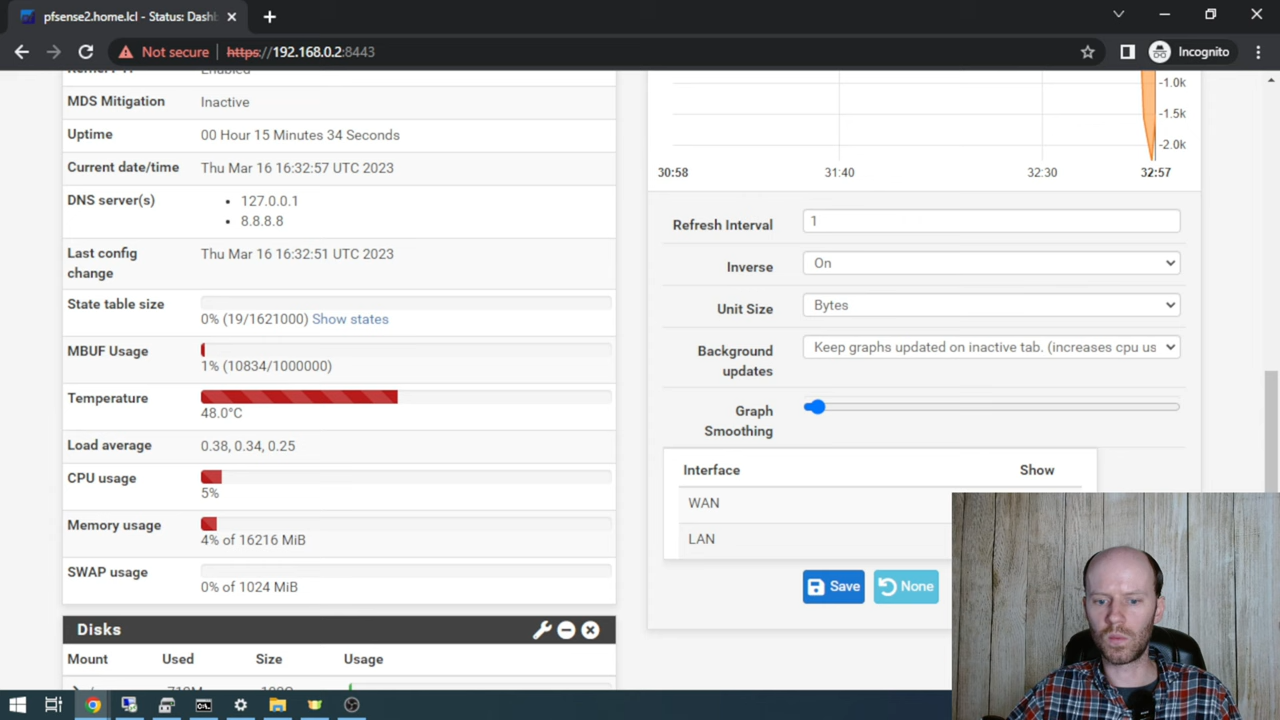 pfsense2.home.lcl - Status: Dash
Not secure
https://192.168.0.2:8443
Incognito
Enabled
MDS Mitigation
Inactive
Uptime
00 Hour 15 Minutes 34 Seconds
Current date/time
Thu Mar 16 16:32:57 UTC 2023
DNS server(s)
127.0.0.1
8.8.8.8
Last config
change
Thu Mar 16 16:32:51 UTC 2023
State table size
0% (19/1621000) Show states
MBUF Usage
1% (10834/1000000)
Temperature
48.0°C
Load average
0.38, 0.34, 0.25
CPU usage
5%
Memory usage
4% of 16216 MiB
SWAP usage
0% of 1024 MiB
Disks
Mount Used Size Usage
-1.0k
-1.5k
-2.0k
30:58 31:40 32:30 32:57
Refresh Interval
1
Inverse
On
Unit Size
Bytes
Background
updates
Keep graphs updated on inactive tab. (increases cpu us
Graph
Smoothing
Interface Show
WAN
LAN
Save
None